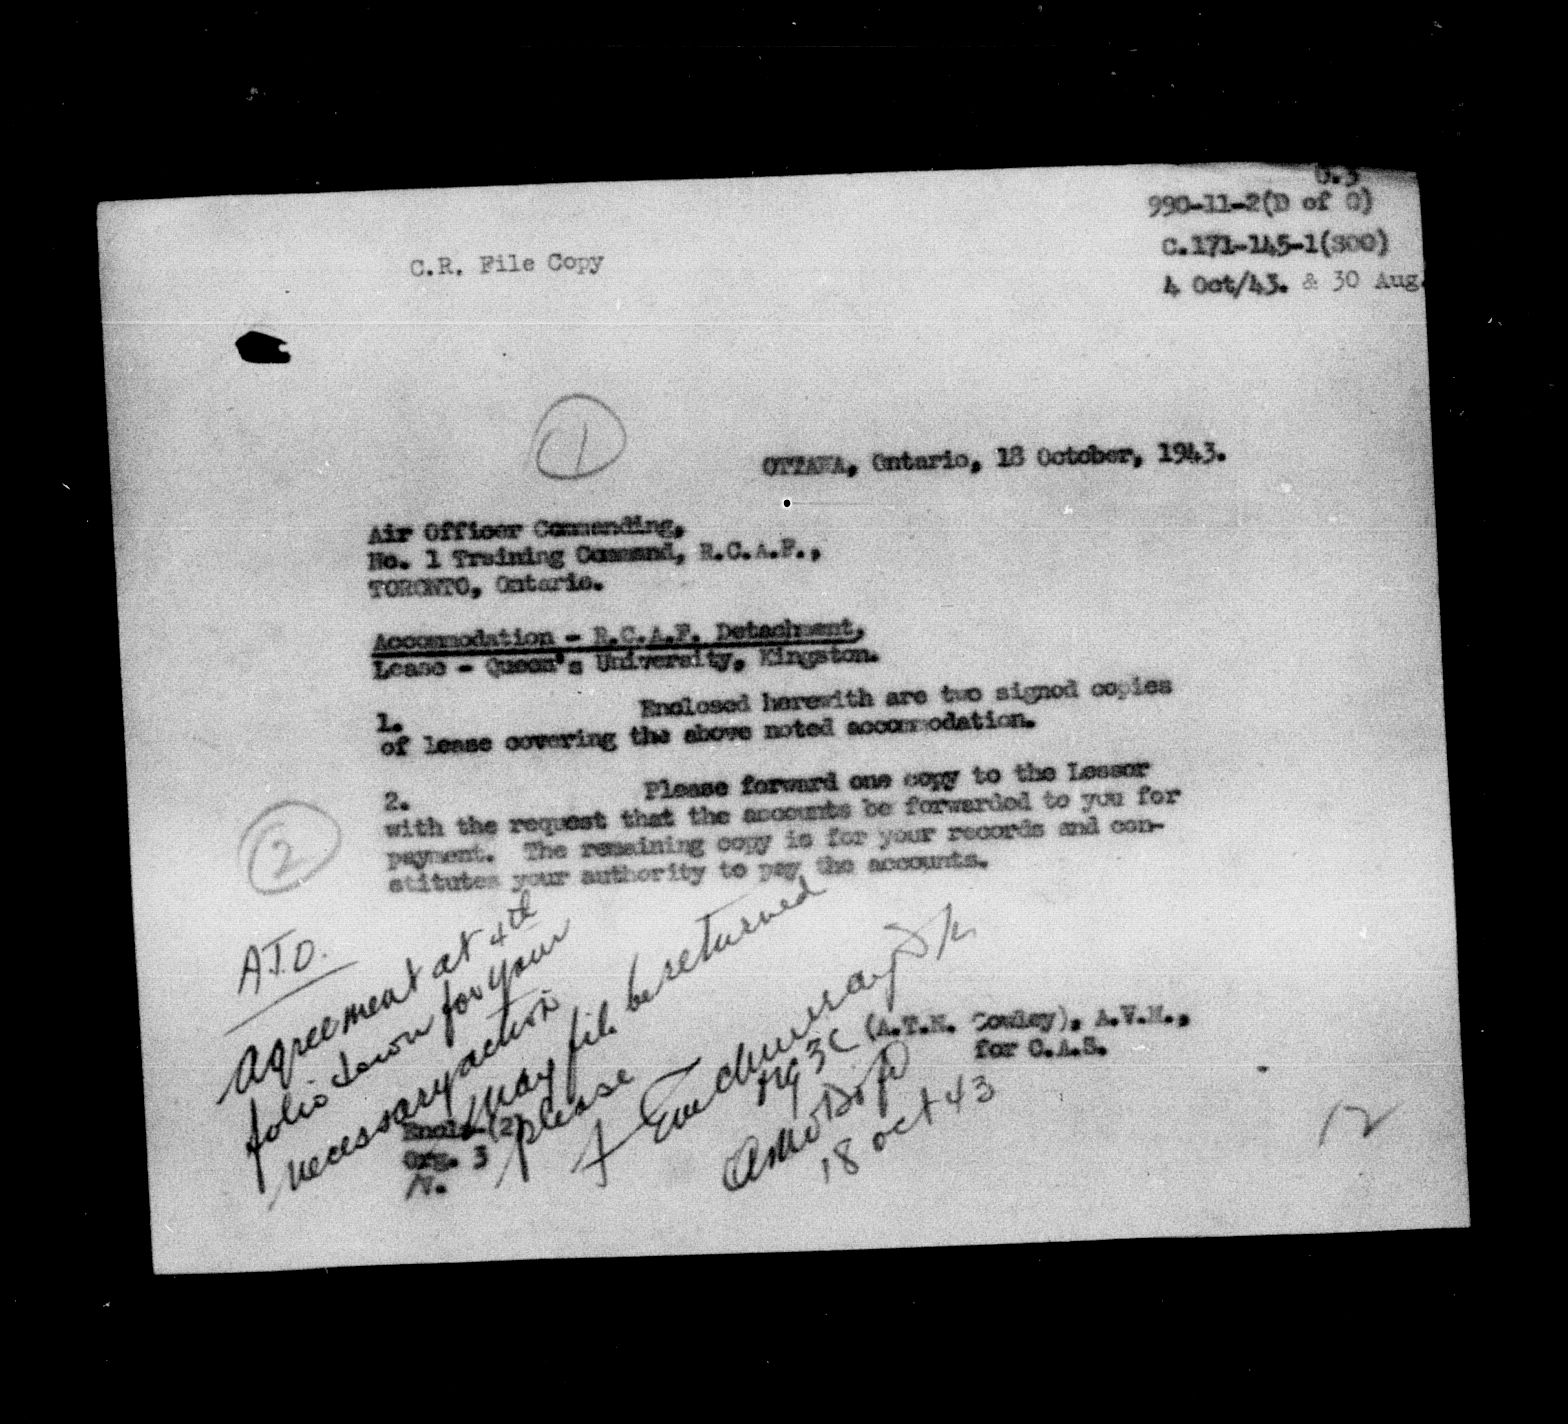 O.3
990-11-2(D of O)
C.171-145-1(SOO)
4 Oct/43. & 30 Aug.
C.R. File Copy
1
OTTAWA, Ontario, 18 October, 1943.
Air Officer Commanding,
No. 1 Training Command, R.C.A.F.,
TORONTO, Ontario.
Accommodation - R.C.A.F. Detachment,
Lease - Queen's University, Kingston.
1. Enclosed herewith are two signed copies
of lease covering the above noted accommodation.
2. Please forward one copy to the Lessor
with the request that the accounts be forwarded to you for
payment. The remaining copy is for your records and con-
stitutes your authority to pay the accounts.
2
A.T.O.
Agreement at 4th
folio down for your
necessary action
May file be returned
please
(A.T.N. Cowley), A.V.M.,
for C.A.S.
Encl. (2)
Org. 3
/V.
18 Oct 43
12